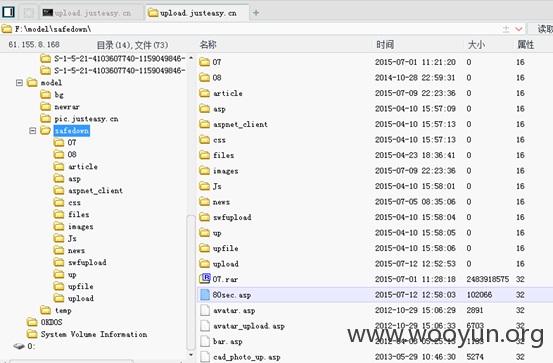 upload.justeasy.cn upload.justeasy.cn
F:\model\safedown\ 读取
61.155.8.168 目录(14),文件(73) 名称 时间 大小 属性
S-1-5-21-4103607740-1159049846-
S-1-5-21-4103607740-1159049846-
model
bg
newrar
pic.justeasy.cn
safedown
07
08
article
asp
aspnet_client
css
files
images
Js
news
swfupload
up
upfile
upload
temp
OKDOS
System Volume Information
O:
07 2015-07-01 11:21:20 0 16
08 2014-10-28 22:59:31 0 16
article 2015-07-09 22:23:36 0 16
asp 2015-04-10 15:57:09 0 16
aspnet_client 2015-04-10 15:57:13 0 16
css 2015-04-10 15:57:13 0 16
files 2015-04-23 18:36:41 0 16
images 2015-07-09 22:23:36 0 16
Js 2015-04-10 15:58:01 0 16
news 2015-07-05 08:35:06 0 16
swfupload 2015-04-10 15:58:04 0 16
up 2015-04-10 15:58:05 0 16
upfile 2015-04-10 15:58:06 0 16
upload 2015-07-12 12:52:53 0 16
07.rar 2015-07-01 11:28:18 2483918575 32
80sec.asp 2015-07-12 12:58:03 102066 32
avatar.asp 2012-10-29 15:06:18 2891 32
avatar_upload.asp 2012-10-29 15:06:33 6703 32
bar.asp 32
cad_photo_up.asp 2013-05-29 10:46:30 5274 32
www.wooyun.org